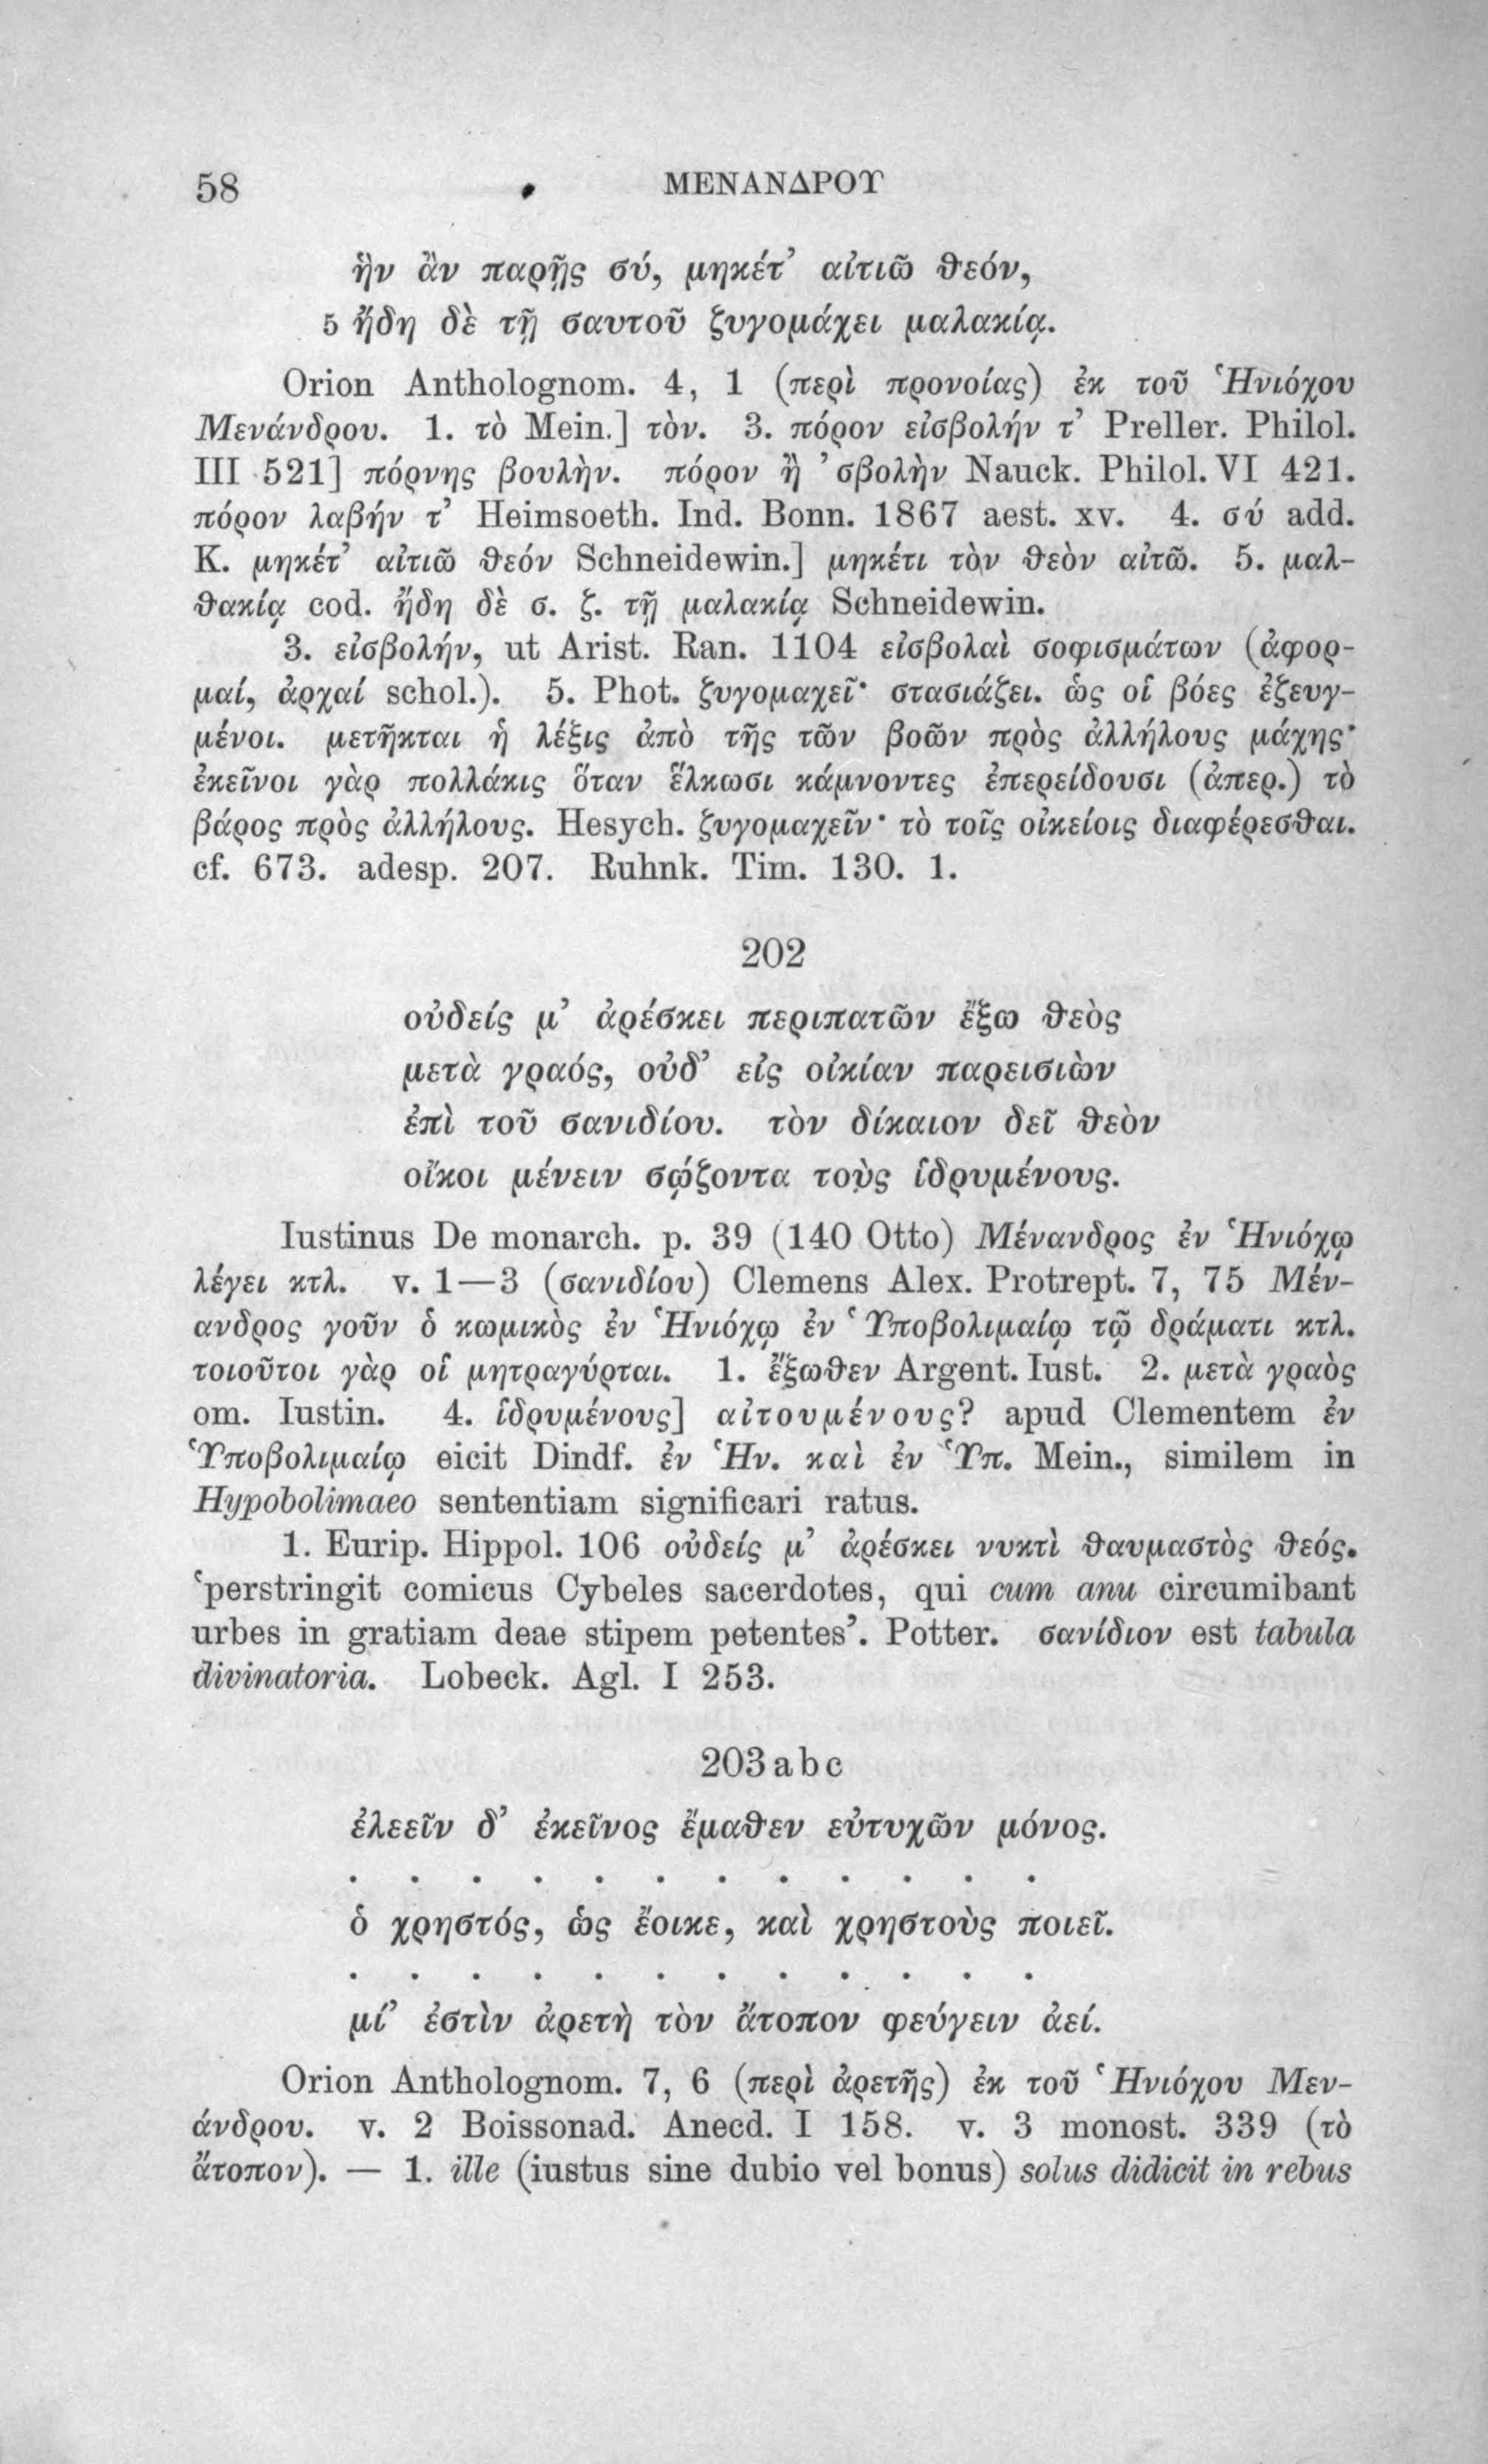 58 ΜΕΝΑΝΔΡΟΥ
ἣν ἂν παρῇς σύ, μηκέτ’ αἰτιῶ θεόν,
5 ἤδη δὲ τῇ σαυτοῦ ζυγομάχει μαλακίᾳ.
Orion Antholognom. 4, 1 (περὶ προνοίας) ἐκ τοῦ Ἡνιόχου
Μενάνδρου. 1. τὸ Mein.] τὸν. 3. πόρον εἰσβολήν τ’ Preller. Philol.
III 521] πόρνης βουλὴν. πόρον ἢ ’σβολὴν Nauck. Philol. VI 421.
πόρον λαβήν τ’ Heimsoeth. Ind. Bonn. 1867 aest. xv. 4. σύ add.
K. μηκέτ’ αἰτιῶ θεόν Schneidewin.] μηκέτι τὸν θεὸν αἰτῶ. 5. μαλ-
θακίᾳ cod. ἤδη δὲ σ. ζ. τῇ μαλακίᾳ Schneidewin.
3. εἰσβολήν, ut Arist. Ran. 1104 εἰσβολαὶ σοφισμάτων (ἀφορ-
μαί, ἀρχαί schol.). 5. Phot. ζυγομαχεῖ· στασιάζει. ὡς οἱ βόες ἐζευγ-
μένοι. μετῆκται ἡ λέξις ἀπὸ τῆς τῶν βοῶν πρὸς ἀλλήλους μάχης·
ἐκεῖνοι γὰρ πολλάκις ὅταν ἕλκωσι κάμνοντες ἐπερείδουσι (ἀπερ.) τὸ
βάρος πρὸς ἀλλήλους. Hesych. ζυγομαχεῖν· τὸ τοῖς οἰκείοις διαφέρεσθαι.
cf. 673. adesp. 207. Ruhnk. Tim. 130. 1.
202
οὐδείς μ’ ἀρέσκει περιπατῶν ἔξω θεὸς
μετὰ γραός, οὐδ’ εἰς οἰκίαν παρεισιὼν
ἐπὶ τοῦ σανιδίου. τὸν δίκαιον δεῖ θεὸν
οἴκοι μένειν σῴζοντα τοὺς ἱδρυμένους.
Iustinus De monarch. p. 39 (140 Otto) Μένανδρος ἐν Ἡνιόχῳ
λέγει κτλ. v. 1—3 (σανιδίου) Clemens Alex. Protrept. 7, 75 Μέν-
ανδρος γοῦν ὁ κωμικὸς ἐν Ἡνιόχῳ ἐν Ὑποβολιμαίῳ τῷ δράματι κτλ.
τοιοῦτοι γὰρ οἱ μητραγύρται. 1. ἔξωθεν Argent. Iust. 2. μετὰ γραὸς
om. Iustin. 4. ἱδρυμένους] αἰτουμένους? apud Clementem ἐν
Ὑποβολιμαίῳ eicit Dindf. ἐν Ἡν. καὶ ἐν Ὑπ. Mein., similem in
Hypobolimaeo sententiam significari ratus.
1. Eurip. Hippol. 106 οὐδείς μ’ ἀρέσκει νυκτὶ θαυμαστὸς θεός.
‘perstringit comicus Cybeles sacerdotes, qui cum anu circumibant
urbes in gratiam deae stipem petentes’. Potter. σανίδιον est tabula
divinatoria. Lobeck. Agl. I 253.
203 a b c
ἐλεεῖν δ’ ἐκεῖνος ἔμαθεν εὐτυχῶν μόνος.
. . . . . . . . . . . .
ὁ χρηστός, ὡς ἔοικε, καὶ χρηστοὺς ποιεῖ.
. . . . . . . . . . . .
μί’ ἐστὶν ἀρετὴ τὸν ἄτοπον φεύγειν ἀεί.
Orion Antholognom. 7, 6 (περὶ ἀρετῆς) ἐκ τοῦ Ἡνιόχου Μεν-
άνδρου. v. 2 Boissonad. Anecd. I 158. v. 3 monost. 339 (τὸ
ἄτοπον). — 1. ille (iustus sine dubio vel bonus) solus didicit in rebus